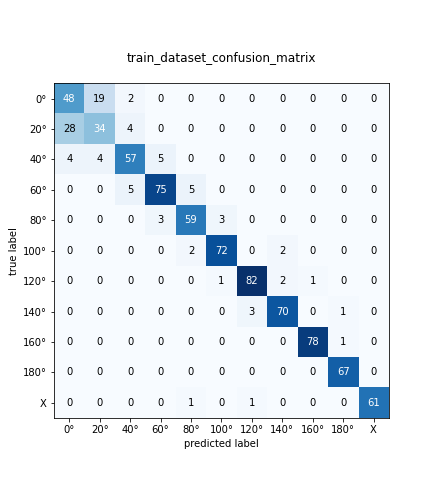 train_dataset_confusion_matrix
0° 48 19 2 0 0 0 0 0 0 0 0
20° 28 34 4 0 0 0 0 0 0 0 0
40° 4 4 57 5 0 0 0 0 0 0 0
60° 0 0 5 75 5 0 0 0 0 0 0
80° 0 0 0 3 59 3 0 0 0 0 0
100° 0 0 0 0 2 72 0 2 0 0 0
120° 0 0 0 0 0 1 82 2 1 0 0
140° 0 0 0 0 0 0 3 70 0 1 0
160° 0 0 0 0 0 0 0 0 78 1 0
180° 0 0 0 0 0 0 0 0 0 67 0
X 0 0 0 0 1 0 1 0 0 0 61
0° 20° 40° 60° 80° 100° 120° 140° 160° 180° X
true label
predicted label